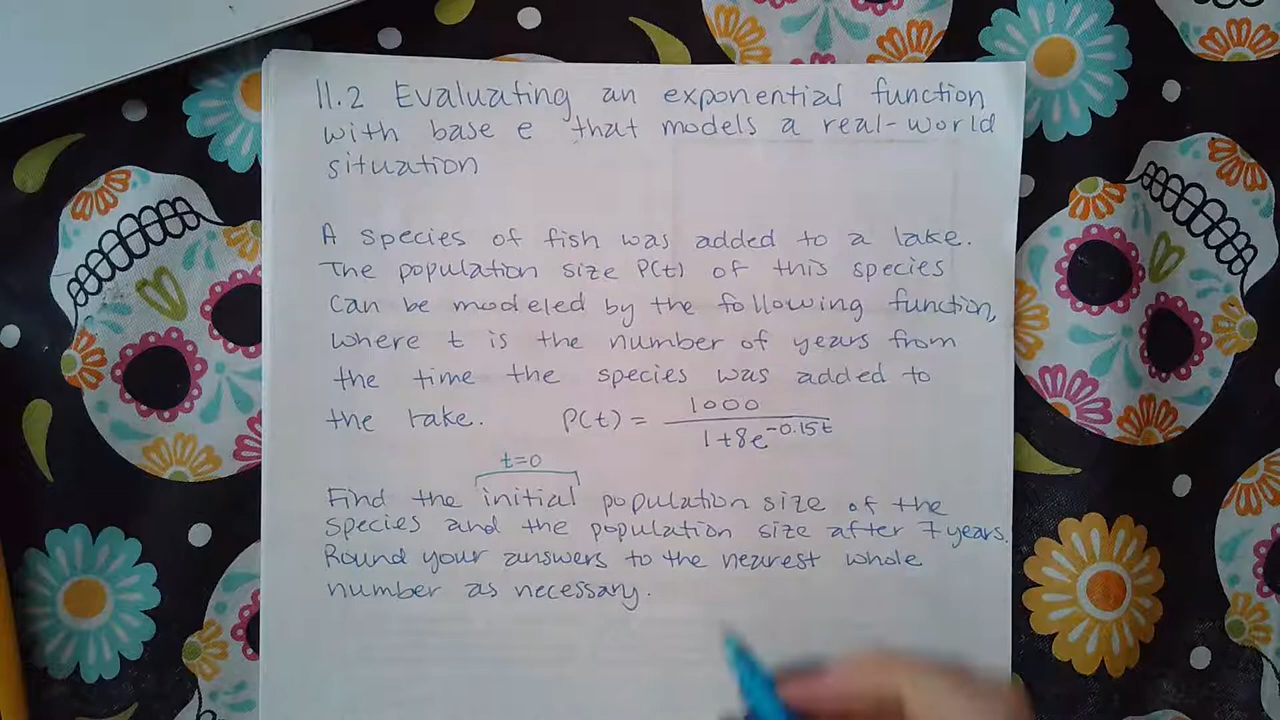 11.2 Evaluating an exponential function
with base e that models a real-world
situation
A species of fish was added to a lake.
The population size P(t) of this species
can be modeled by the following function,
where t is the number of years from
the time the species was added to
the lake. P(t) = 1000 / 1+8e^-0.15t
t=0
Find the initial population size of the
species and the population size after 7 years.
Round your answers to the nearest whole
number as necessary.